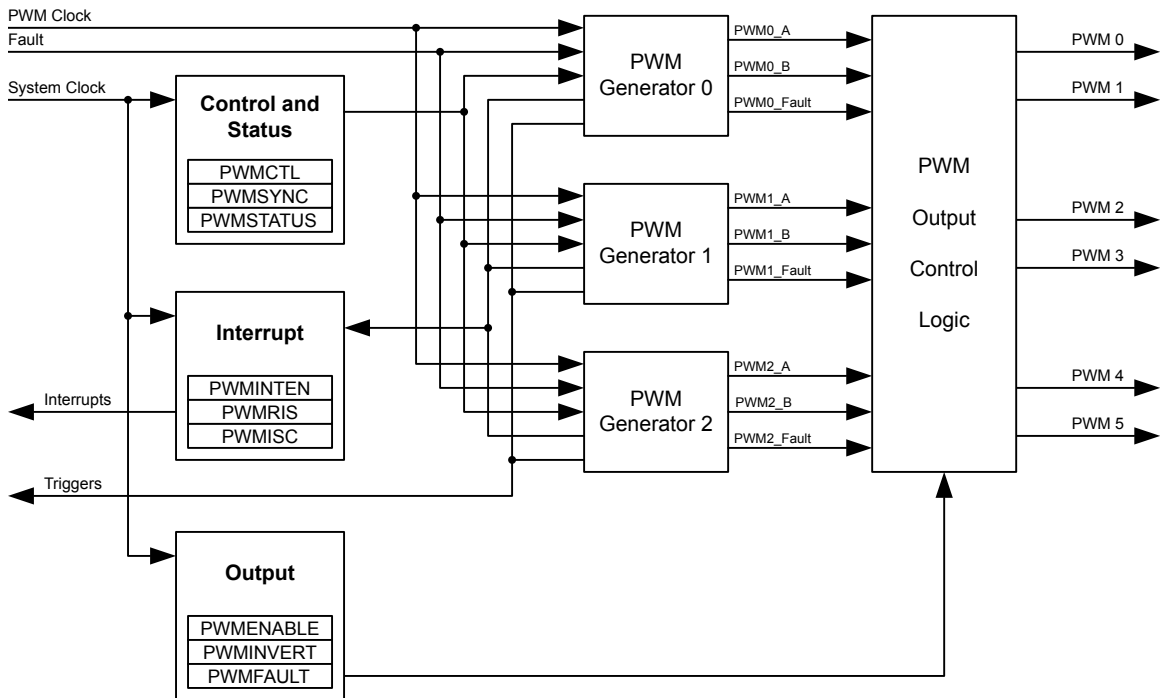 PWM Clock
Fault
System Clock
Control and
Status
PWMCTL
PWMSYNC
PWMSTATUS
Interrupt
PWMINTEN
PWMRIS
PWMISC
Interrupts
Triggers
Output
PWMENABLE
PWMINVERT
PWMFAULT
PWM
Generator 0
PWM0_A
PWM0_B
PWM0_Fault
PWM
Generator 1
PWM1_A
PWM1_B
PWM1_Fault
PWM
Generator 2
PWM2_A
PWM2_B
PWM2_Fault
PWM
Output
Control
Logic
PWM 0
PWM 1
PWM 2
PWM 3
PWM 4
PWM 5